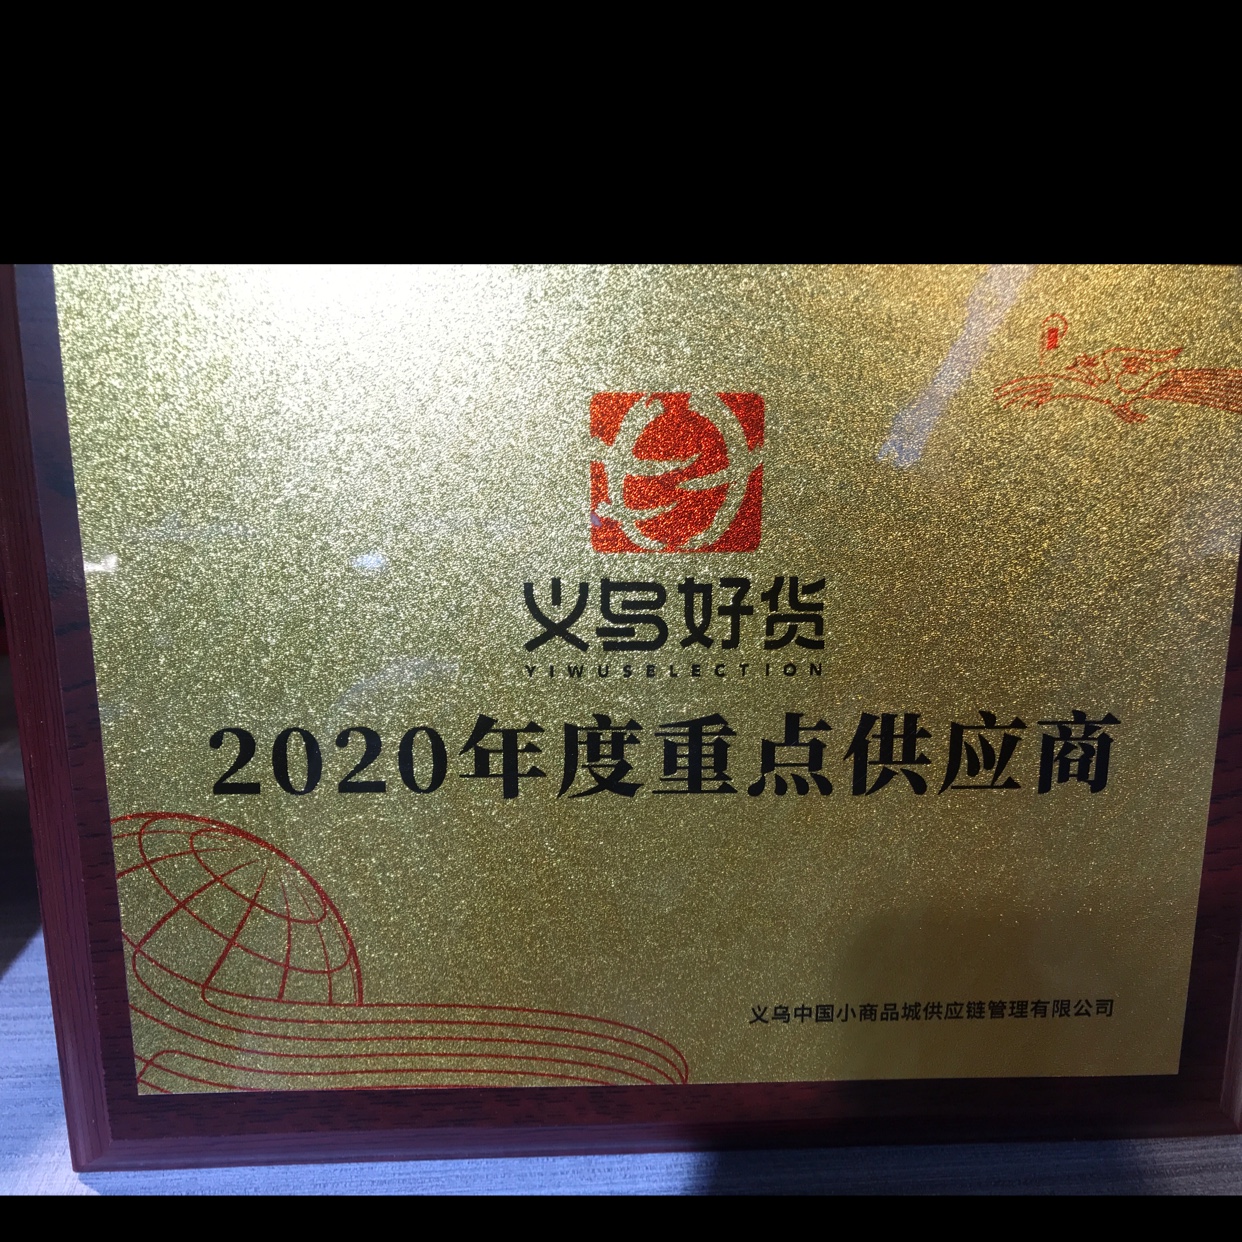 义乌好货
YIWUSELECTION
2020年度重点供应商
义乌中国小商品城供应链管理有限公司